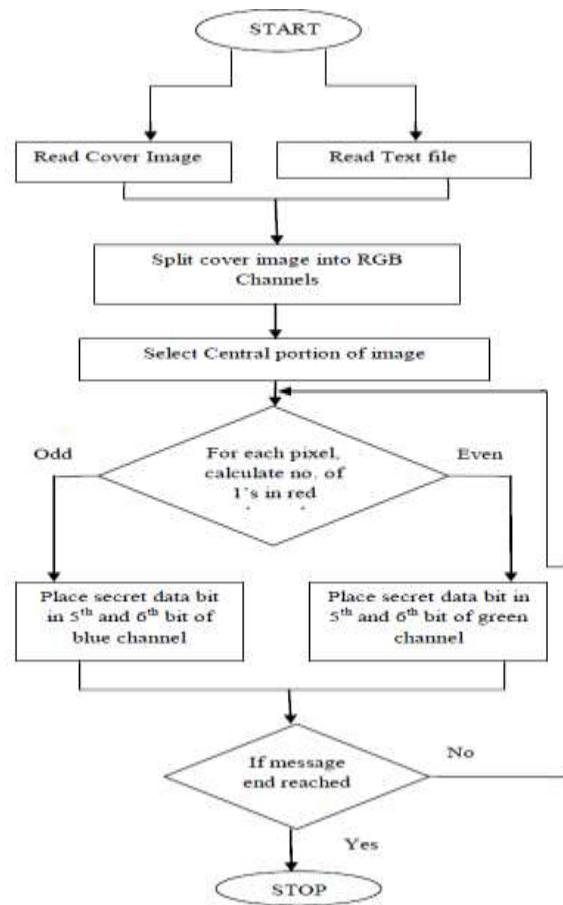 START
Read Cover Image
Read Text file
Split cover image into RGB
Channels
Select Central portion of image
Odd
For each pixel,
calculate no. of
1's in red
Even
Place secret data bit
in 5th and 6th bit of
blue channel
Place secret data bit in
5th and 6th bit of green
channel
If message
end reached
No
Yes
STOP